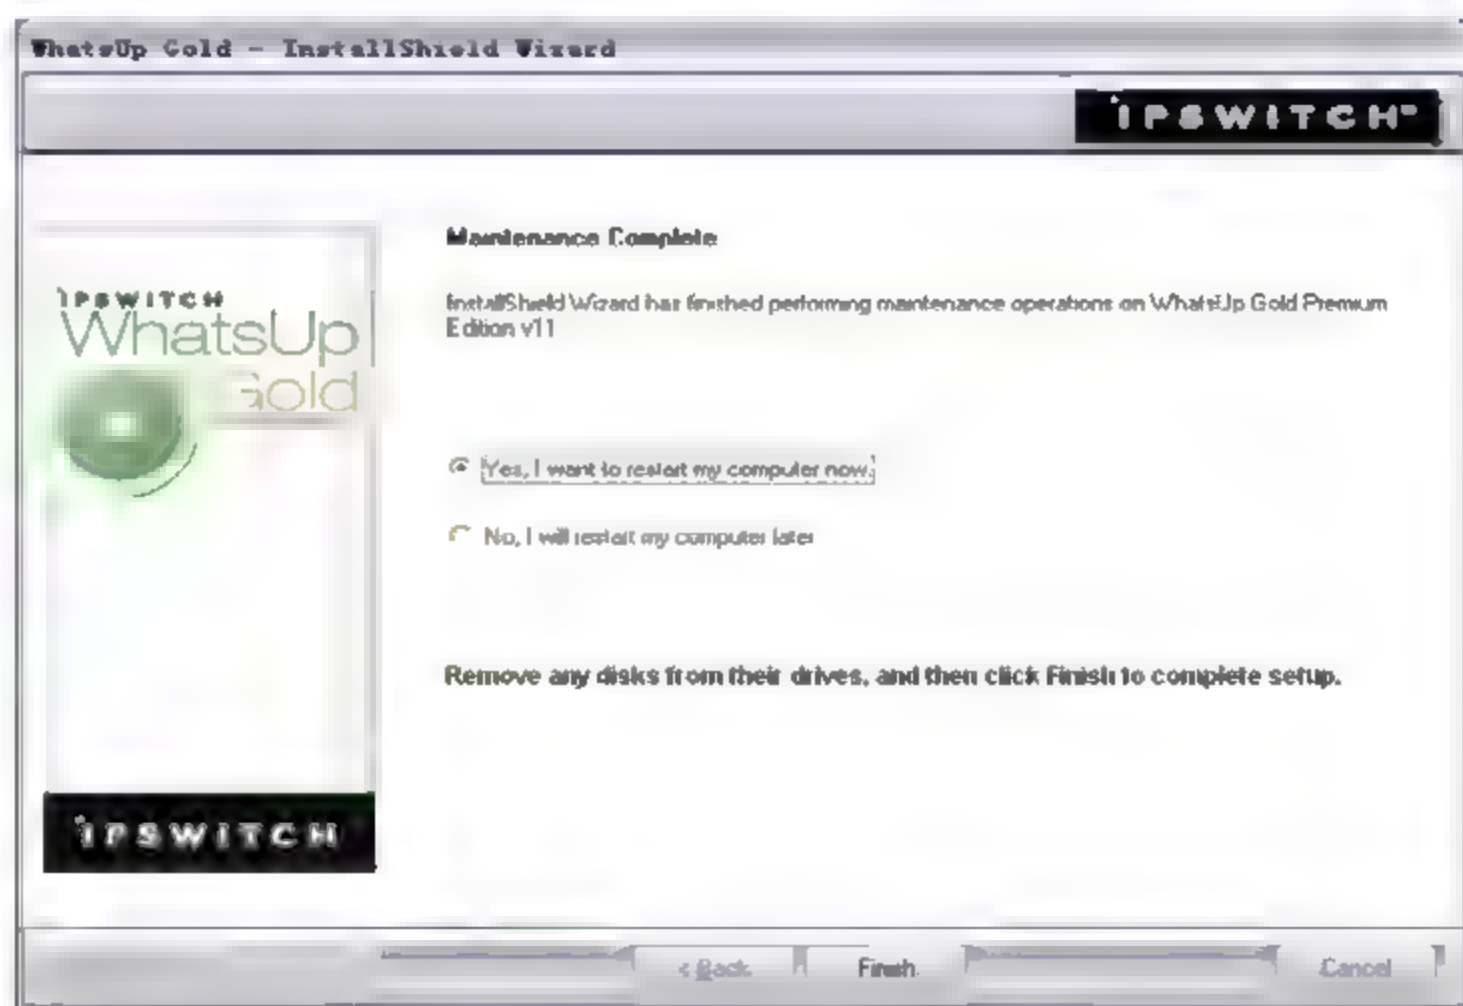 WhatsUp Gold - InstallShield Wizard
IPSWITCH
Maintenance Complete
InstallShield Wizard has finished performing maintenance operations on WhatsUp Gold Premium
Edition v11
IPSWITCH
WhatsUp
Gold
Yes, I want to restart my computer now.
No, I will restart my computer later
Remove any disks from their drives, and then click Finish to complete setup.
IPSWITCH
< Back
Finish
Cancel